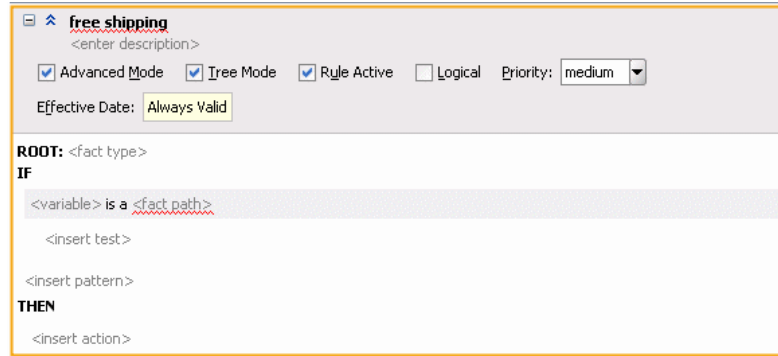 free shipping
<enter description>
Advanced Mode Tree Mode Rule Active Logical Priority: medium
Effective Date: Always Valid
ROOT: <fact type>
IF
<variable> is a <fact path>
<insert test>
<insert pattern>
THEN
<insert action>